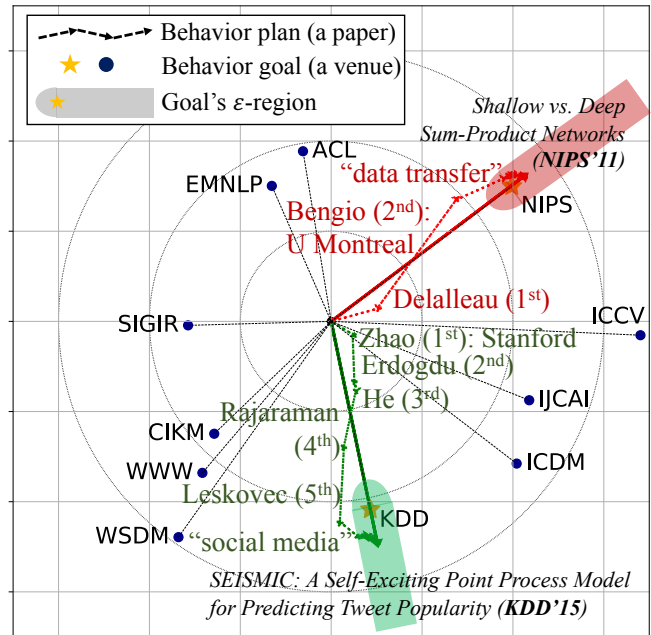 Behavior plan (a paper)
Behavior goal (a venue)
Goal's ε-region
Shallow vs. Deep
Sum-Product Networks
(NIPS'11)
ACL
"data transfer"
EMNLP
NIPS
Bengio (2nd):
U Montreal
Delalleau (1st)
ICCV
SIGIR
Zhao (1st): Stanford
Erdogdu (2nd)
He (3rd)
IJCAI
Rajaraman
(4th)
CIKM
ICDM
WWW
Leskovec (5th)
KDD
WSDM
"social media"
SEISMIC: A Self-Exciting Point Process Model
for Predicting Tweet Popularity (KDD'15)